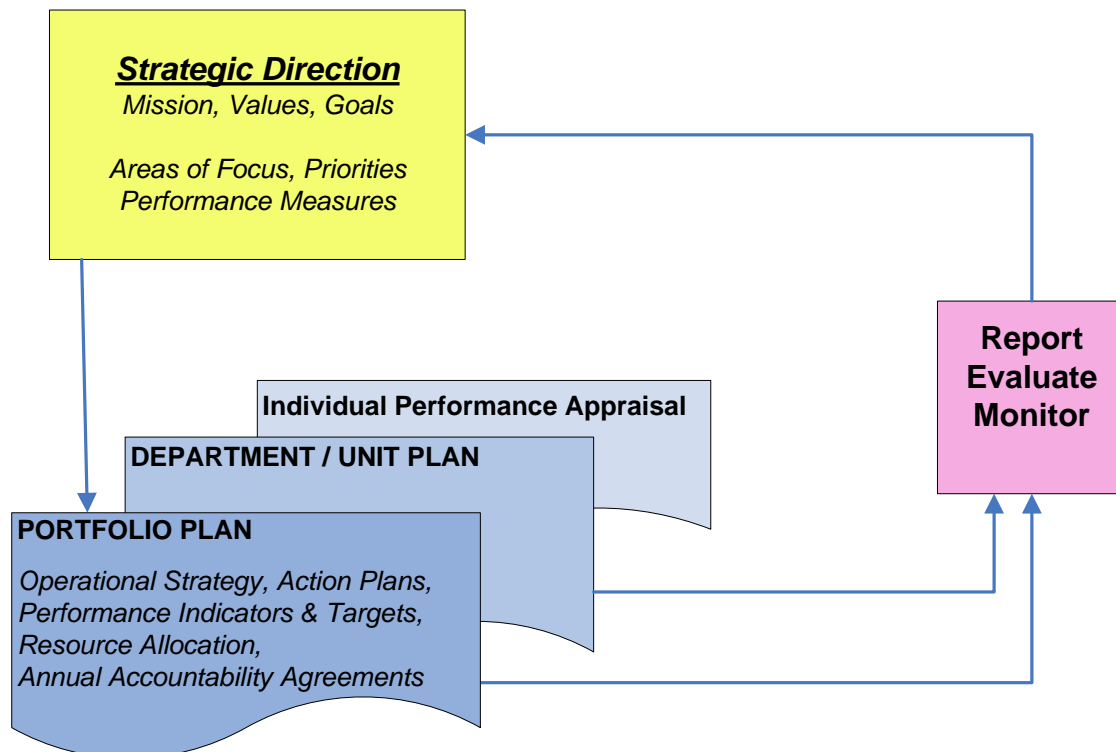 Strategic Direction
Mission, Values, Goals
Areas of Focus, Priorities
Performance Measures
Report
Evaluate
Monitor
Individual Performance Appraisal
DEPARTMENT / UNIT PLAN
PORTFOLIO PLAN
Operational Strategy, Action Plans,
Performance Indicators & Targets,
Resource Allocation,
Annual Accountability Agreements